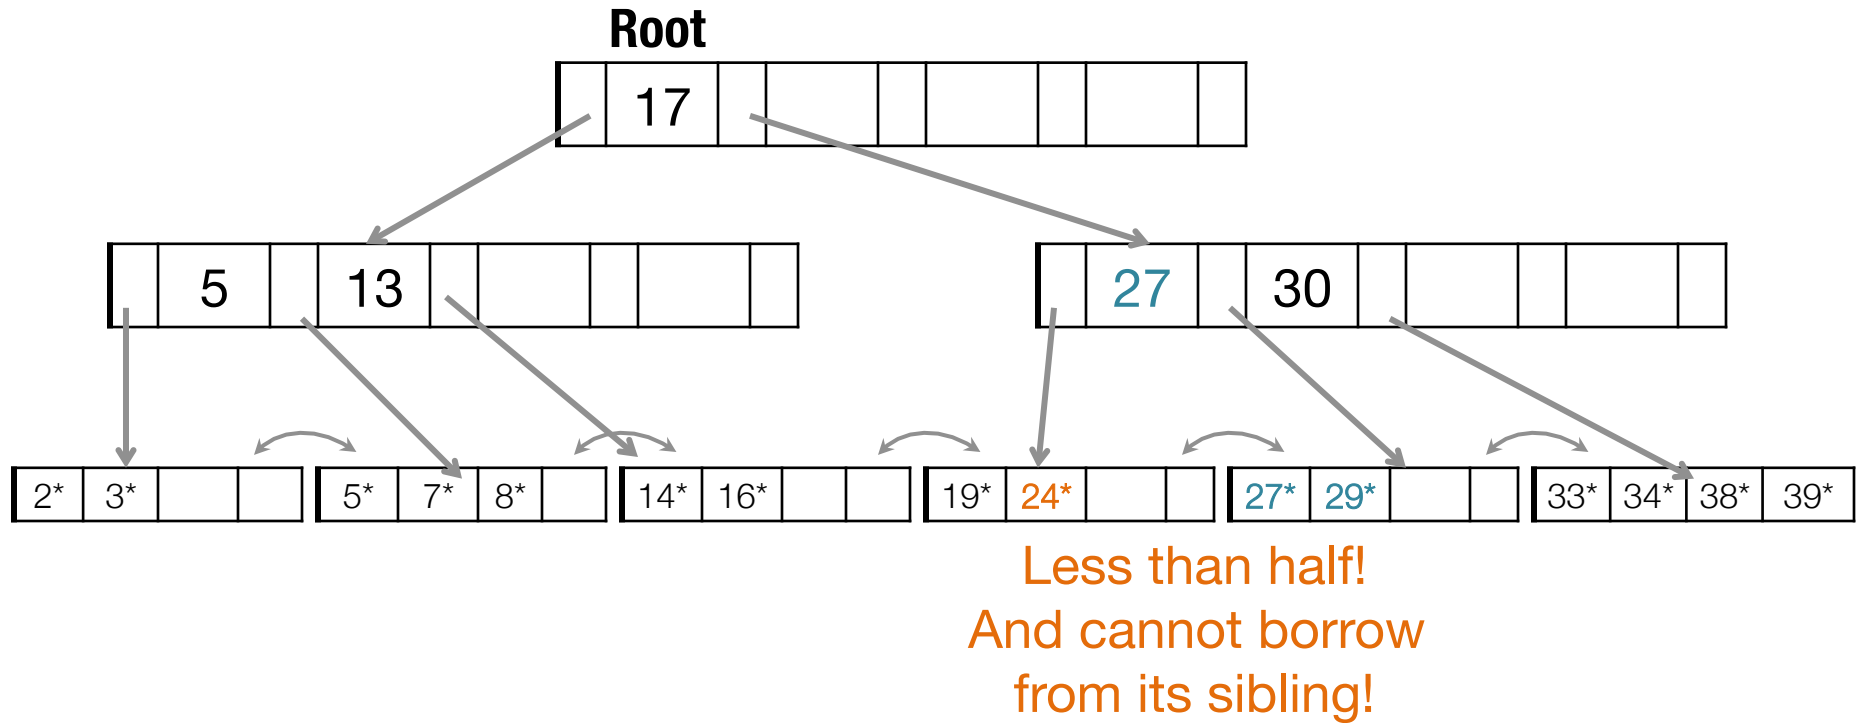 Root
17
5 13
27 30
2* 3*
5* 7* 8*
14* 16*
19* 24*
27* 29*
33* 34* 38* 39*
Less than half!
And cannot borrow
from its sibling!